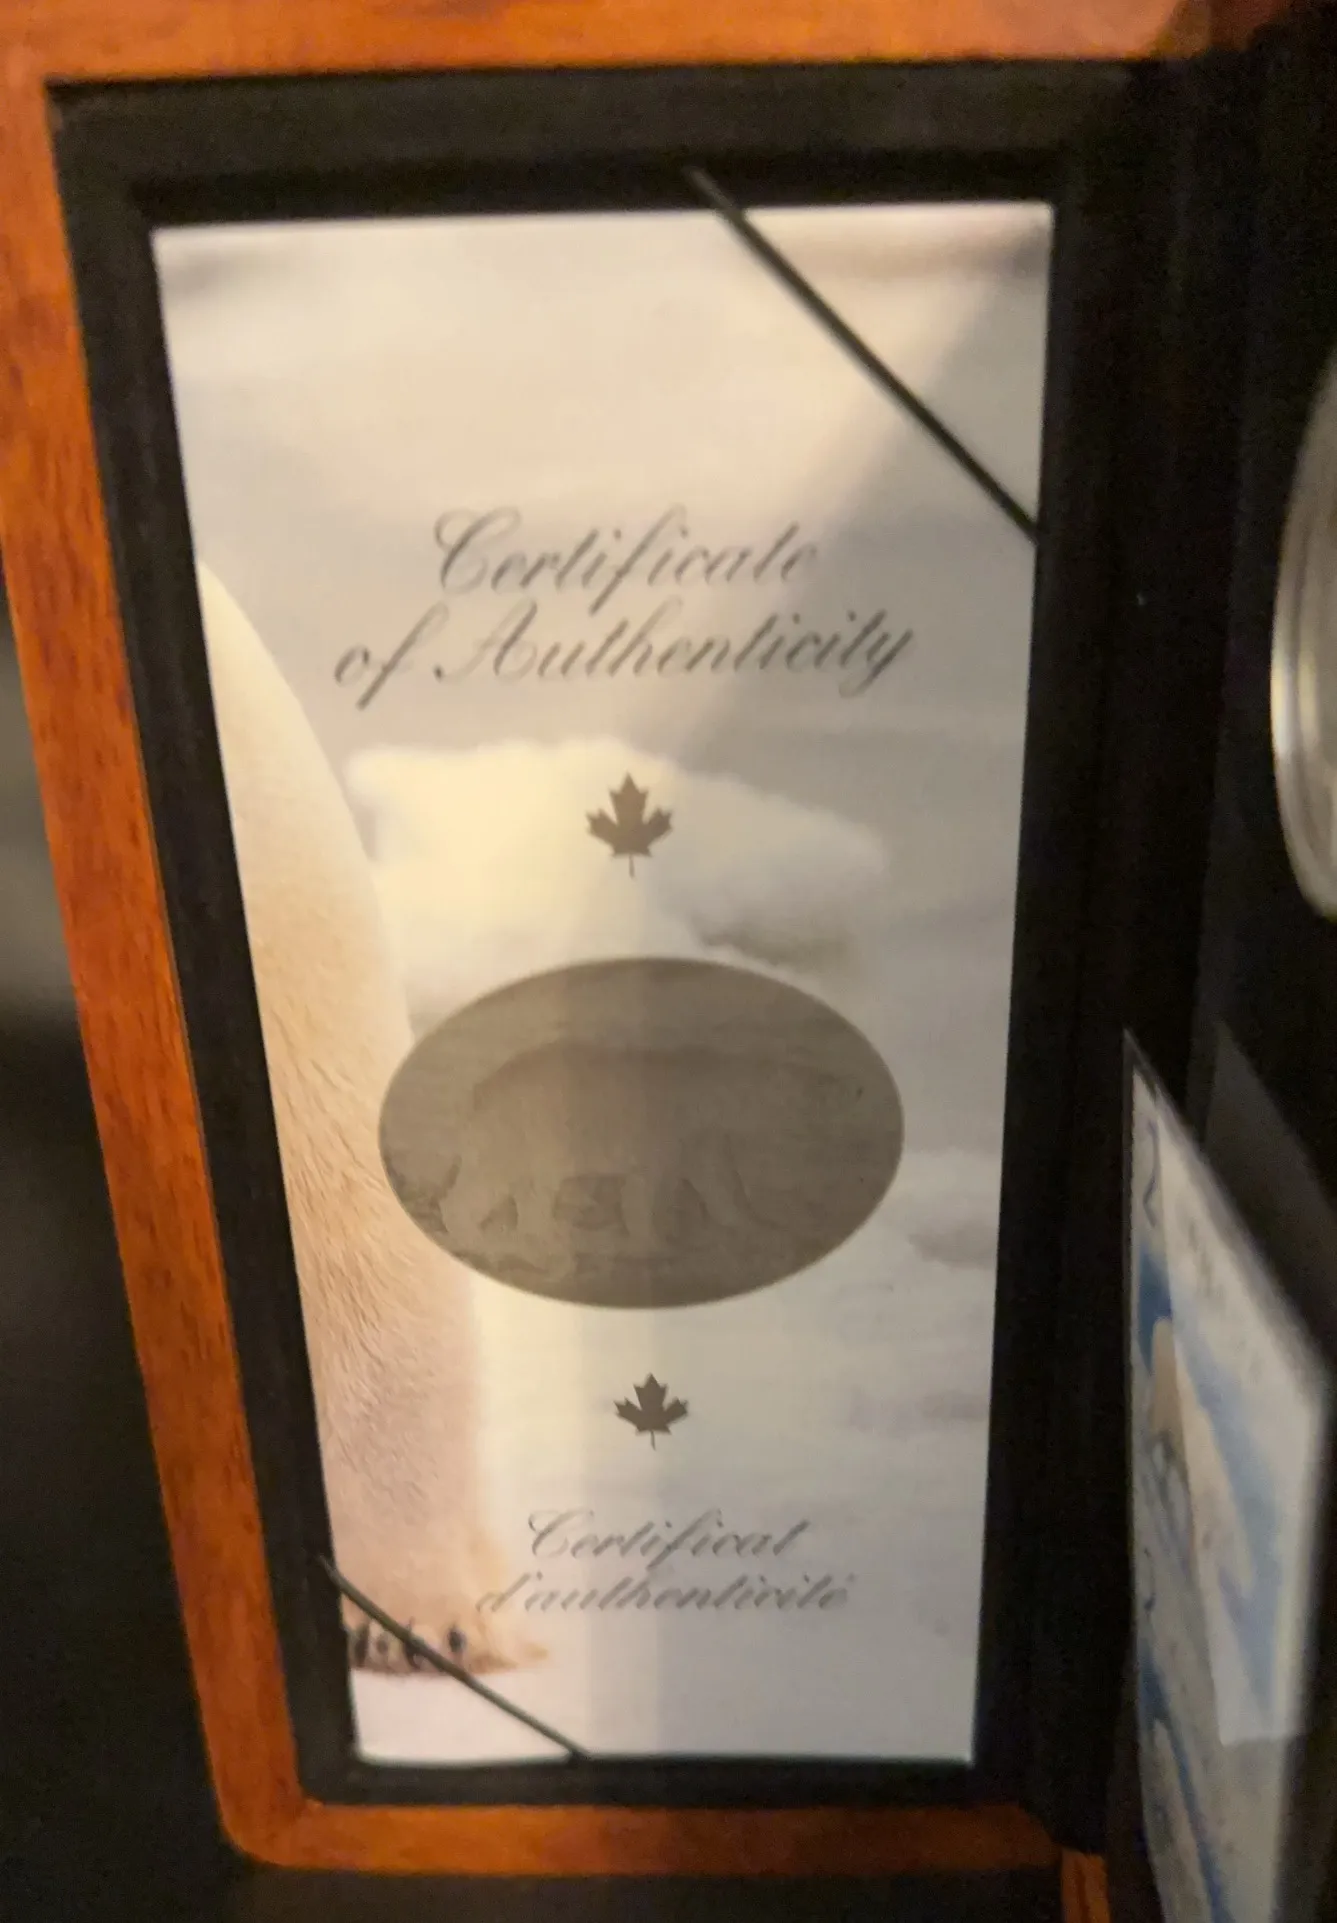 Certificate
of Authenticity
Certificat
d'authenticité